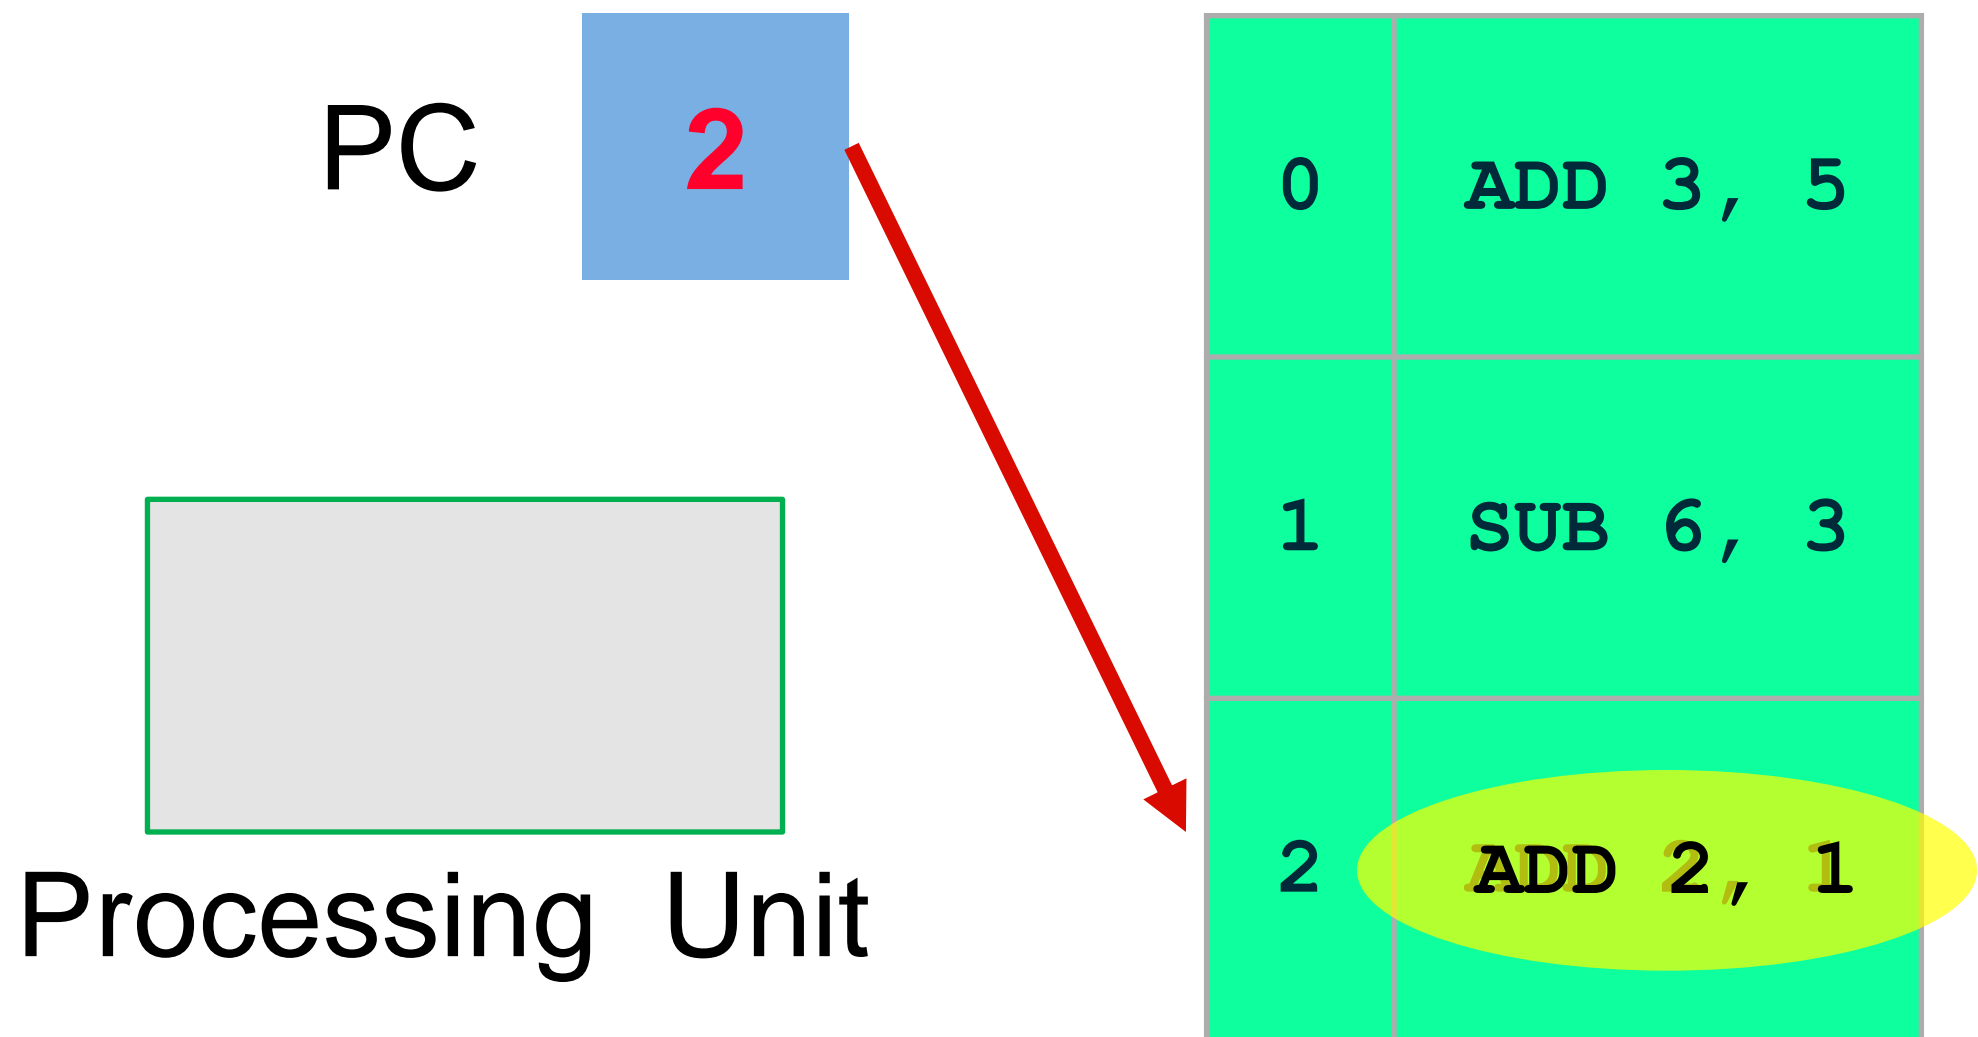 PC 2
0 ADD 3, 5
1 SUB 6, 3
2 ADD 2, 1
Processing Unit